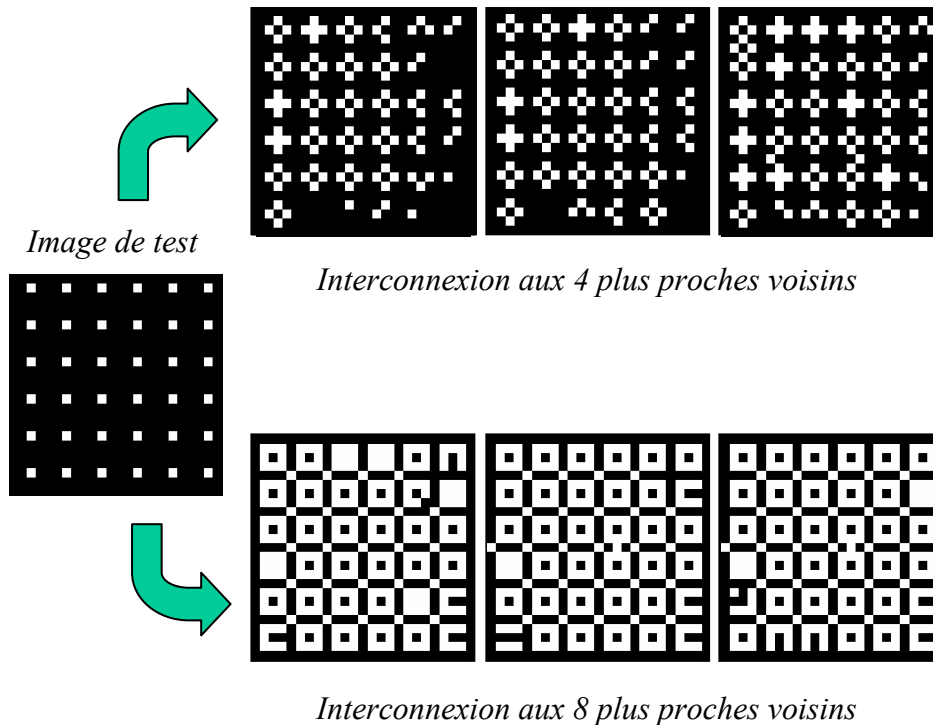 Image de test
Interconnexion aux 4 plus proches voisins
Interconnexion aux 8 plus proches voisins